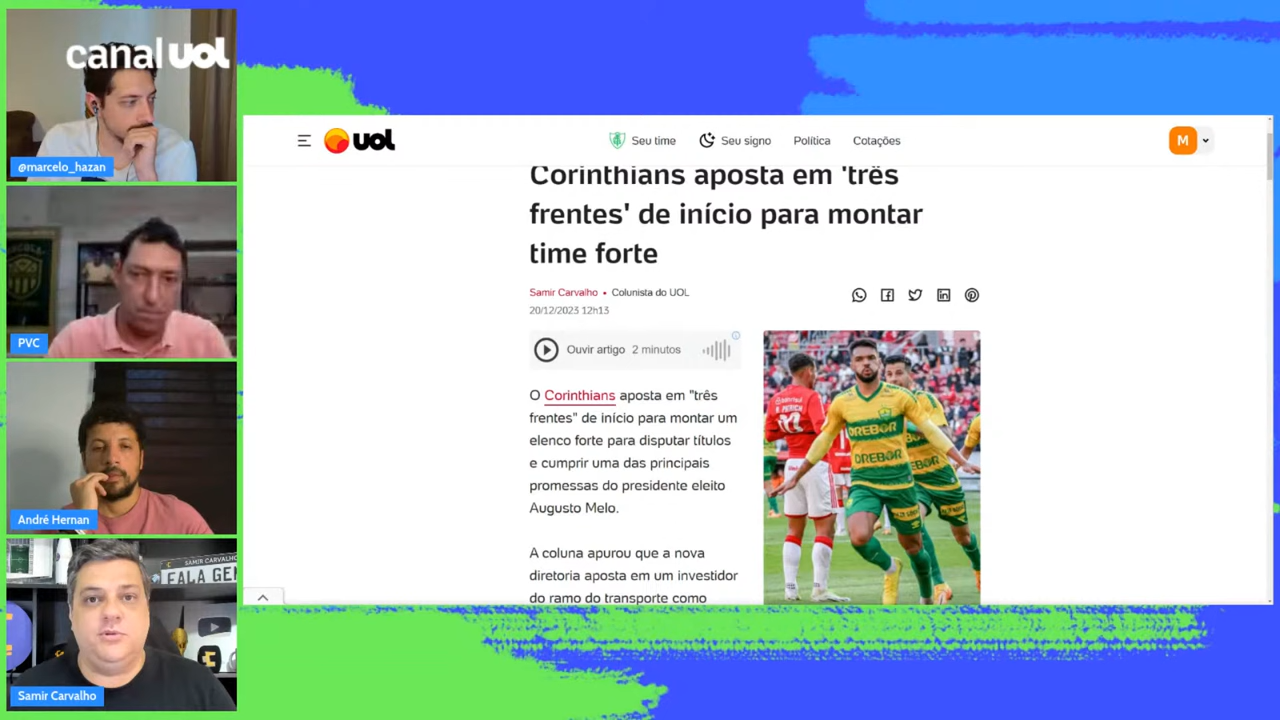 canal UOL
@marcelo_hazan
PVC
André Hernan
SAMIR CARVALHO
FALA GEN
Samir Carvalho
UOL
Seu time
Seu signo
Política
Cotações
M
Corinthians aposta em 'três
frentes' de início para montar
time forte
Samir Carvalho • Colunista do UOL
20/12/2023 12h13
Ouvir artigo 2 minutos
O Corinthians aposta em "três
frentes" de início para montar um
elenco forte para disputar títulos
e cumprir uma das principais
promessas do presidente eleito
Augusto Melo.
A coluna apurou que a nova
diretoria aposta em um investidor
do ramo do transporte como
DREBOR
DREBOR